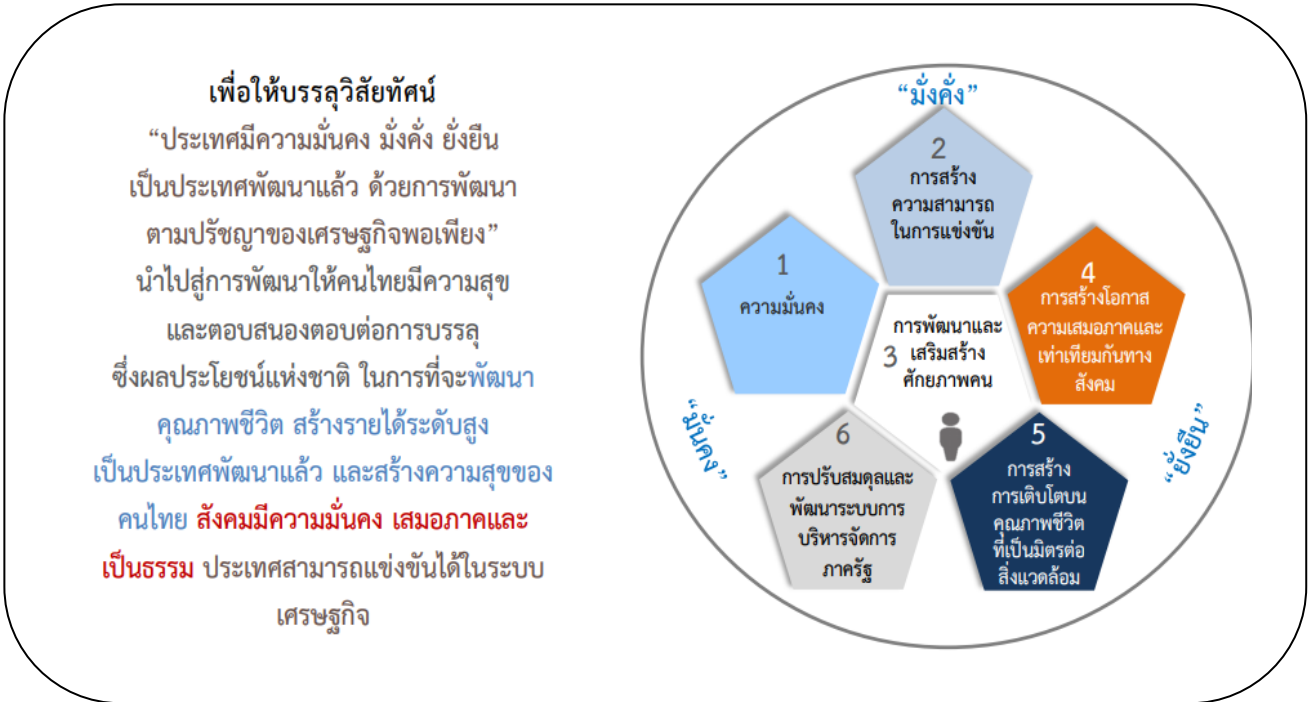 เพื่อให้บรรลุวิสัยทัศน์
“ประเทศมีความมั่นคง มั่งคั่ง ยั่งยืน
เป็นประเทศพัฒนาแล้ว ด้วยการพัฒนา
ตามปรัชญาของเศรษฐกิจพอเพียง”
นำไปสู่การพัฒนาให้คนไทยมีความสุข
และตอบสนองตอบต่อการบรรลุ
ซึ่งผลประโยชน์แห่งชาติ ในการที่จะพัฒนา
คุณภาพชีวิต สร้างรายได้ระดับสูง
เป็นประเทศพัฒนาแล้ว และสร้างความสุขของ
คนไทย สังคมมีความมั่นคง เสมอภาคและ
เป็นธรรม ประเทศสามารถแข่งขันได้ในระบบ
เศรษฐกิจ
“มั่งคั่ง”
2
การสร้าง
ความสามารถ
ในการแข่งขัน
1
ความมั่นคง
4
การสร้างโอกาส
ความเสมอภาคและ
เท่าเทียมกันทาง
สังคม
การพัฒนาและ
3 เสริมสร้าง
ศักยภาพคน
“มั่นคง”
“ยั่งยืน”
6
การปรับสมดุลและ
พัฒนาระบบการ
บริหารจัดการ
ภาครัฐ
5
การสร้าง
การเติบโตบน
คุณภาพชีวิต
ที่เป็นมิตรต่อ
สิ่งแวดล้อม